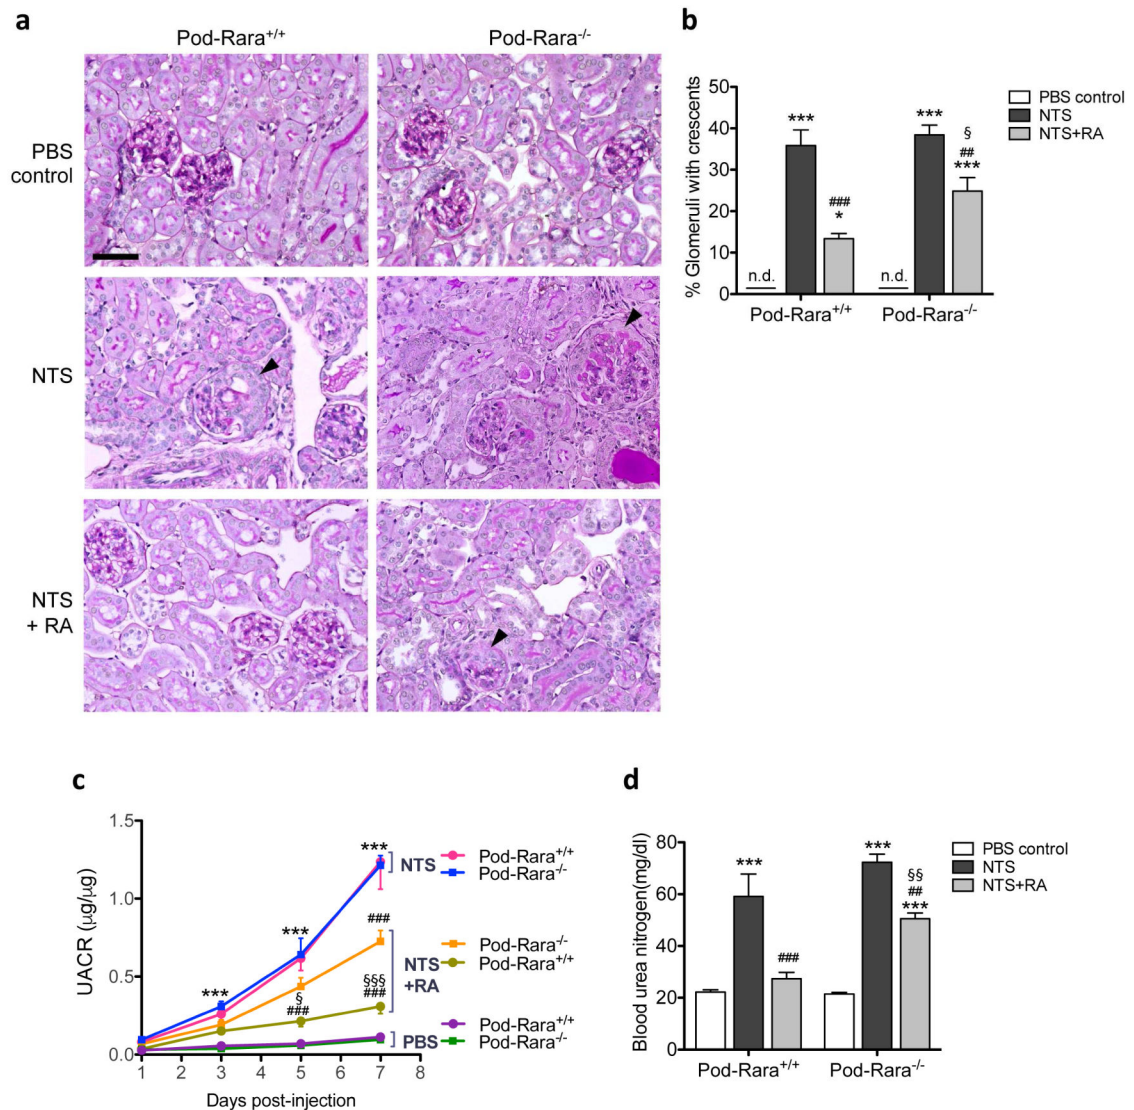 a
Pod-Rara+/+
Pod-Rara-/-
PBS
control
NTS
NTS
+ RA
b
% Glomeruli with crescents
50
40
30
20
10
0
n.d.
***
###
*
n.d.
***
§
##
***
Pod-Rara+/+
Pod-Rara-/-
PBS control
NTS
NTS+RA
c
UACR (µg/µg)
1.5
1.0
0.5
0.0
***
***
***
###
§
###
§§§
###
NTS
NTS
+RA
PBS
Pod-Rara+/+
Pod-Rara-/-
Pod-Rara-/-
Pod-Rara+/+
Pod-Rara+/+
Pod-Rara-/-
1 2 3 4 5 6 7 8
Days post-injection
d
Blood urea nitrogen(mg/dl)
80
60
40
20
0
***
###
***
§§
##
***
Pod-Rara+/+
Pod-Rara-/-
PBS control
NTS
NTS+RA